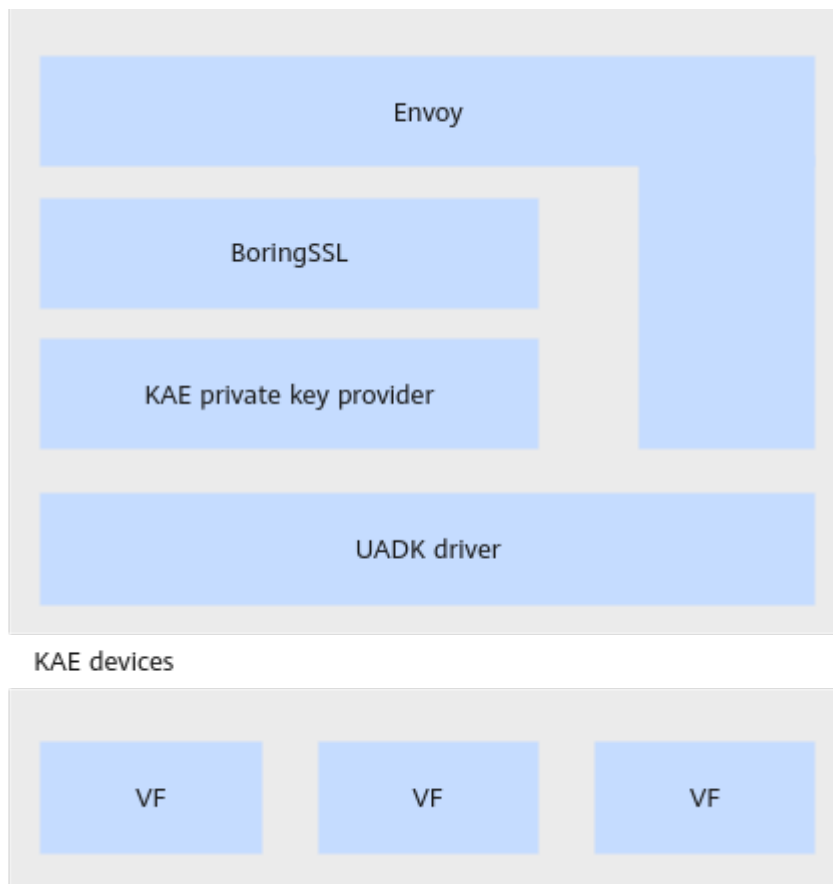 Envoy
BoringSSL
KAE private key provider
UADK driver
KAE devices
VF
VF
VF